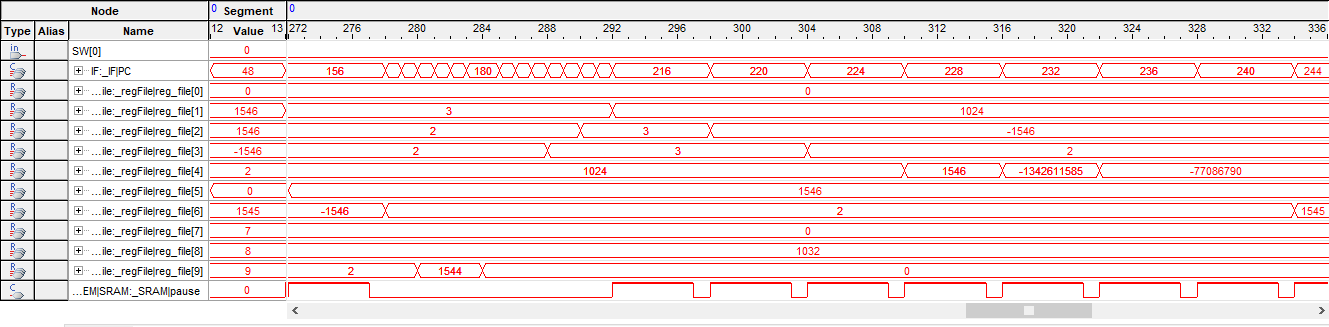 Node 0 Segment 0
Type Alias Name 12 Value 13 272 276 280 284 288 292 296 300 304 308 312 316 320 324 328 332 336
in SW[0] 0
C IF:_IF|PC 48 156 180 216 220 224 228 232 236 240 244
R ...ile:_regFile|reg_file[0] 0 0
R ...ile:_regFile|reg_file[1] 1546 3 1024
R ...ile:_regFile|reg_file[2] 1546 2 3 -1546
R ...ile:_regFile|reg_file[3] -1546 2 3 2
R ...ile:_regFile|reg_file[4] 2 1024 1546 -1342611585 -77086790
R ...ile:_regFile|reg_file[5] 0 1546
R ...ile:_regFile|reg_file[6] 1545 -1546 2 1545
R ...ile:_regFile|reg_file[7] 7 0
R ...ile:_regFile|reg_file[8] 8 1032
R ...ile:_regFile|reg_file[9] 9 2 1544 0
C ...EM|SRAM:_SRAM|pause 0